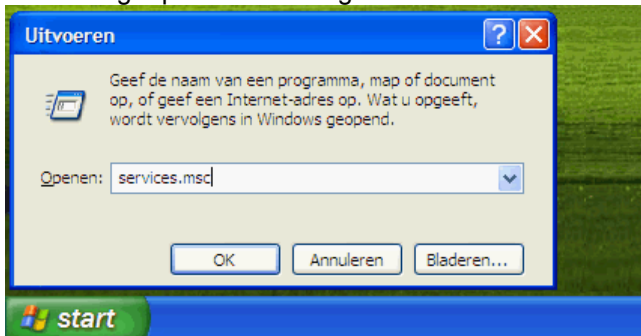 Uitvoeren
Geef de naam van een programma, map of document
op, of geef een Internet-adres op. Wat u opgeeft,
wordt vervolgens in Windows geopend.
Openen: services.msc
OK Annuleren Bladeren...
start